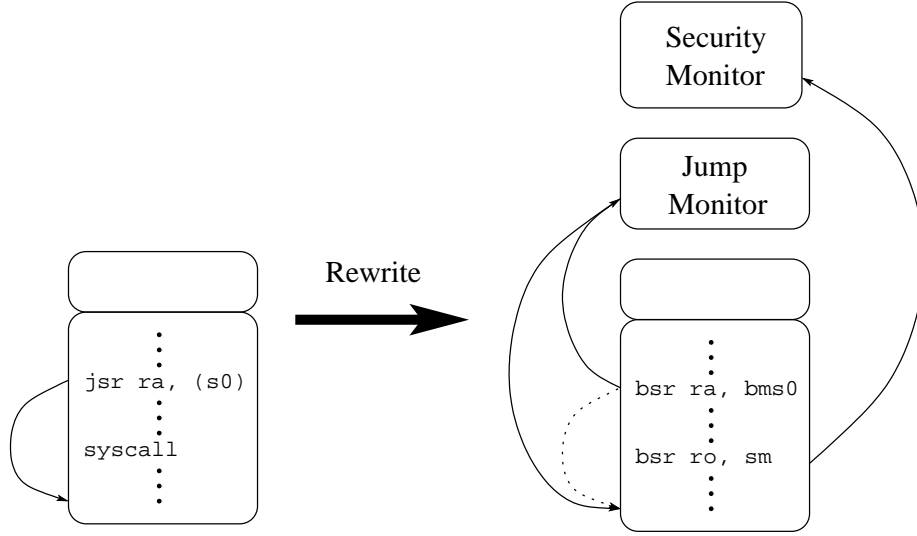 Security
Monitor
Jump
Monitor
Rewrite
jsr ra, (s0)
syscall
bsr ra, bms0
bsr ro, sm